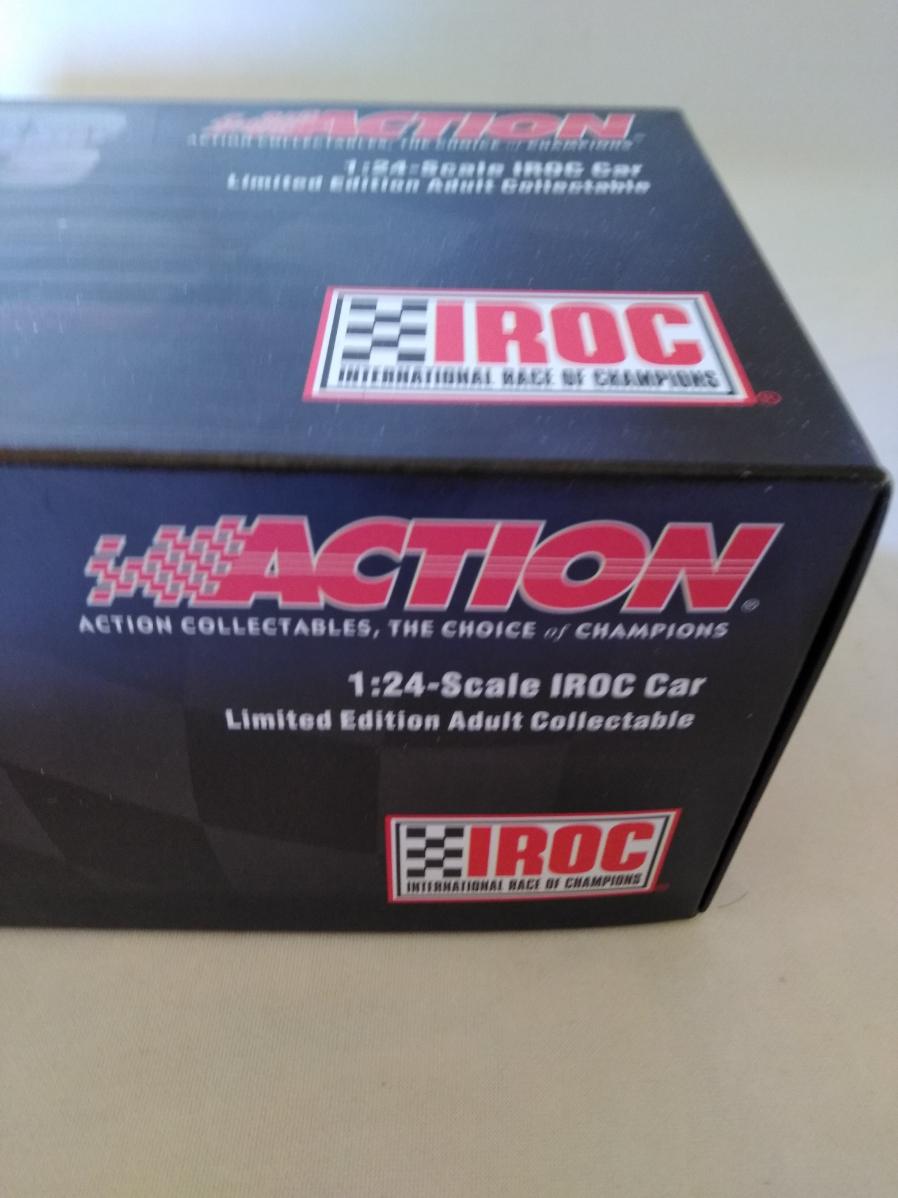 ACTION
ACTION COLLECTABLES, THE CHOICE of CHAMPIONS
1:24-Scale IROC Car
Limited Edition Adult Collectable
IROC
INTERNATIONAL RACE OF CHAMPIONS
®
ACTION
®
ACTION COLLECTABLES, THE CHOICE of CHAMPIONS
1:24-Scale IROC Car
Limited Edition Adult Collectable
IROC
INTERNATIONAL RACE OF CHAMPIONS
®